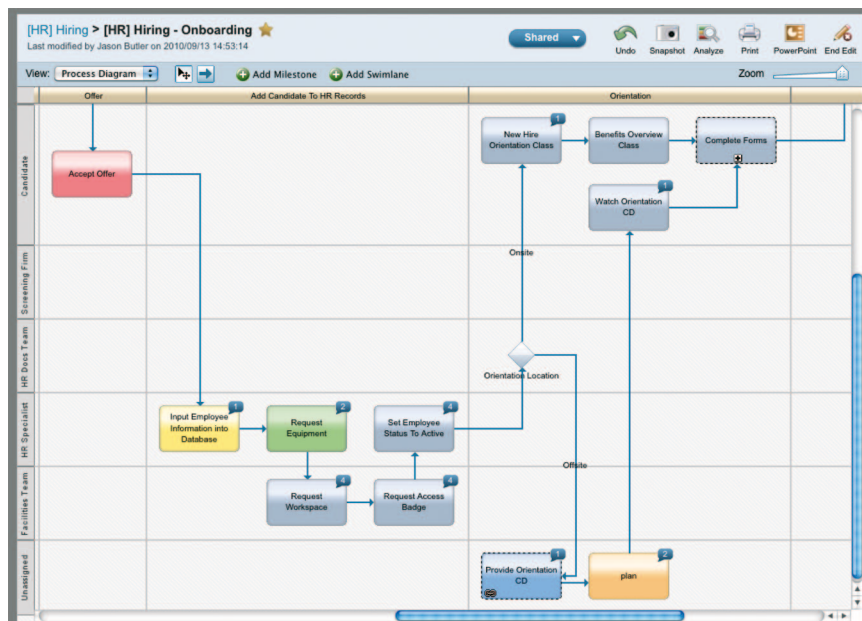 [HR] Hiring > [HR] Hiring - Onboarding
Last modified by Jason Butler on 2010/09/13 14:53:14
Shared
Undo
Snapshot
Analyze
Print
PowerPoint
End Edit
View:
Process Diagram
Add Milestone
Add Swimlane
Zoom
Offer
Add Candidate To HR Records
Orientation
Candidate
Screening Firm
HR Docs Team
HR Specialist
Facilities Team
Unassigned
Accept Offer
1
New Hire
Orientation Class
Benefits Overview
Class
Complete Forms
1
Watch Orientation
CD
Onsite
Orientation Location
1
Input Employee
Information into
Database
2
Request
Equipment
4
Set Employee
Status To Active
4
Request
Workspace
4
Request Access
Badge
Offsite
1
Provide Orientation
CD
2
plan